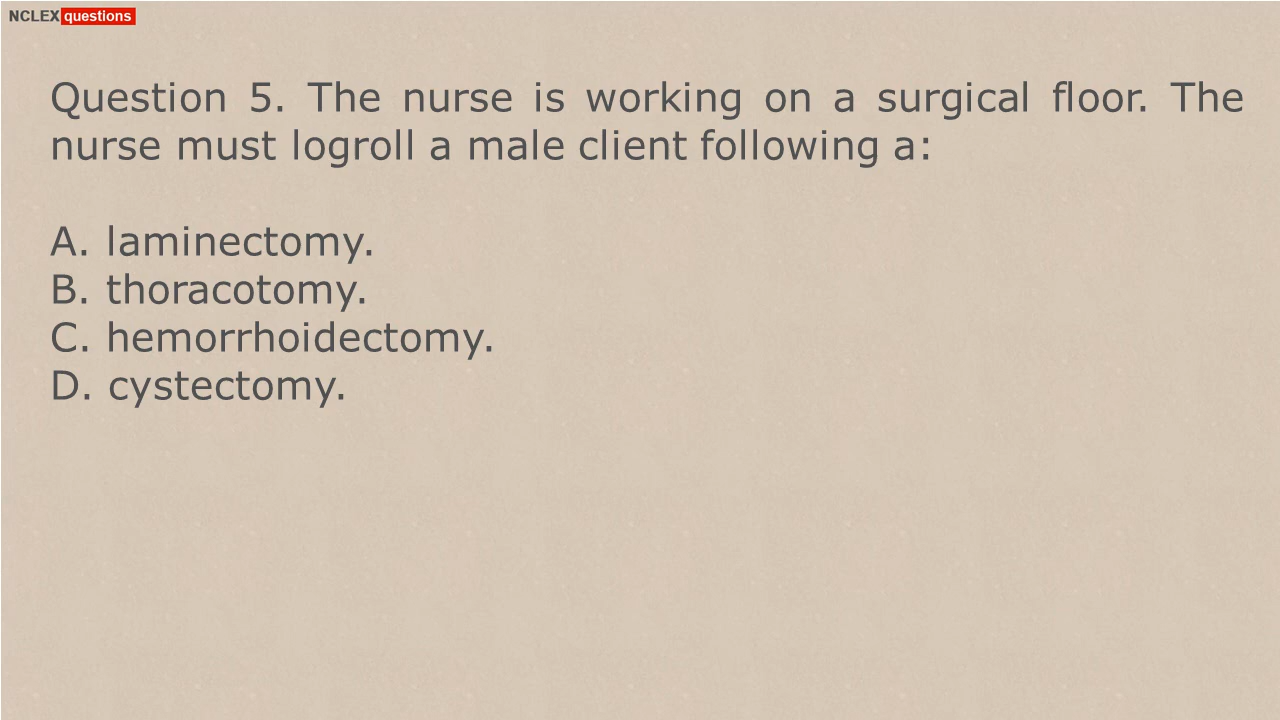 NCLEX questions
Question 5. The nurse is working on a surgical floor. The
nurse must logroll a male client following a:
A. laminectomy.
B. thoracotomy.
C. hemorrhoidectomy.
D. cystectomy.